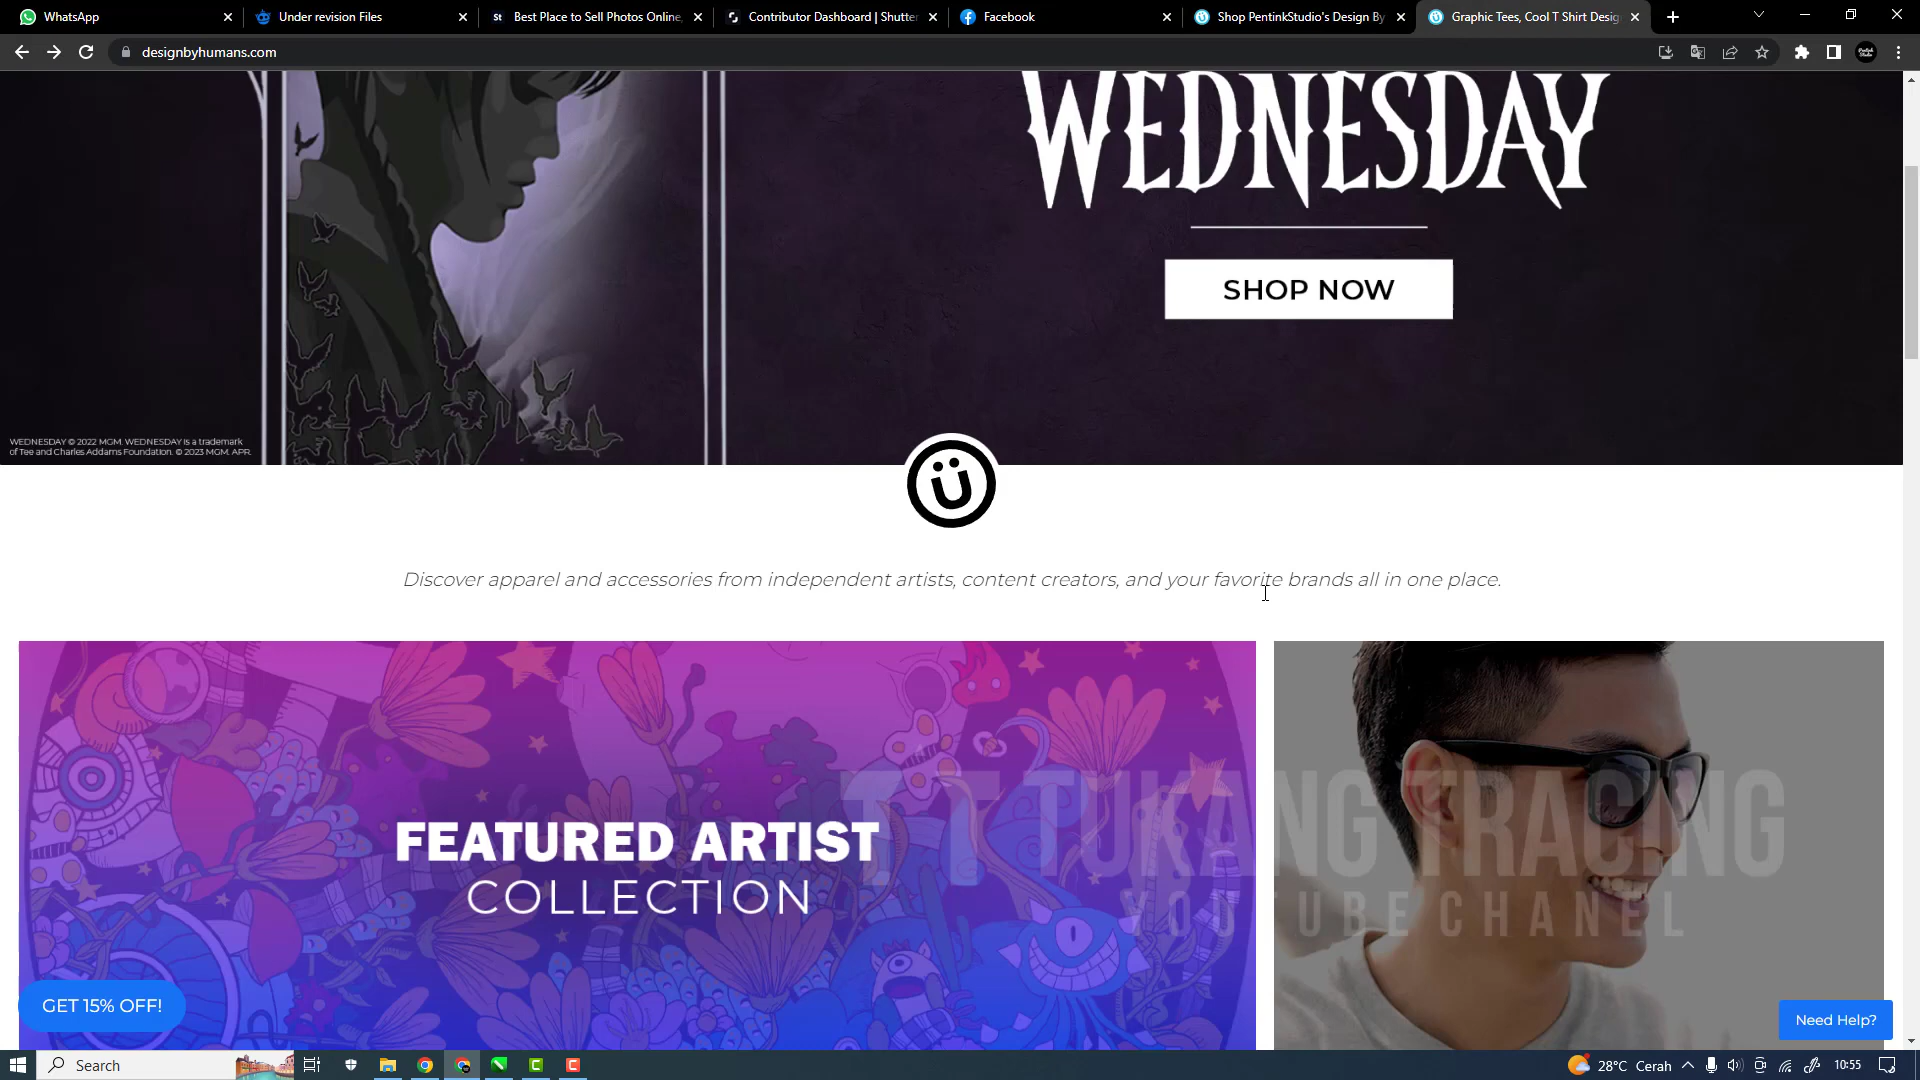 WhatsApp
Under revision Files
Best Place to Sell Photos Online,
Contributor Dashboard | Shutter
Facebook
Shop PentinkStudio's Design By
Graphic Tees, Cool T Shirt Desig
designbyhumans.com
WEDNESDAY
SHOP NOW
WEDNESDAY © 2022 MGM. WEDNESDAY is a trademark
of Tee and Charles Addams Foundation. © 2023 MGM. APR.
Ü
Discover apparel and accessories from independent artists, content creators, and your favorite brands all in one place.
FEATURED ARTIST
COLLECTION
TT TUKANG TRACING
YOUTUBE CHANEL
GET 15% OFF!
Need Help?
Search
28°C Cerah
10:55